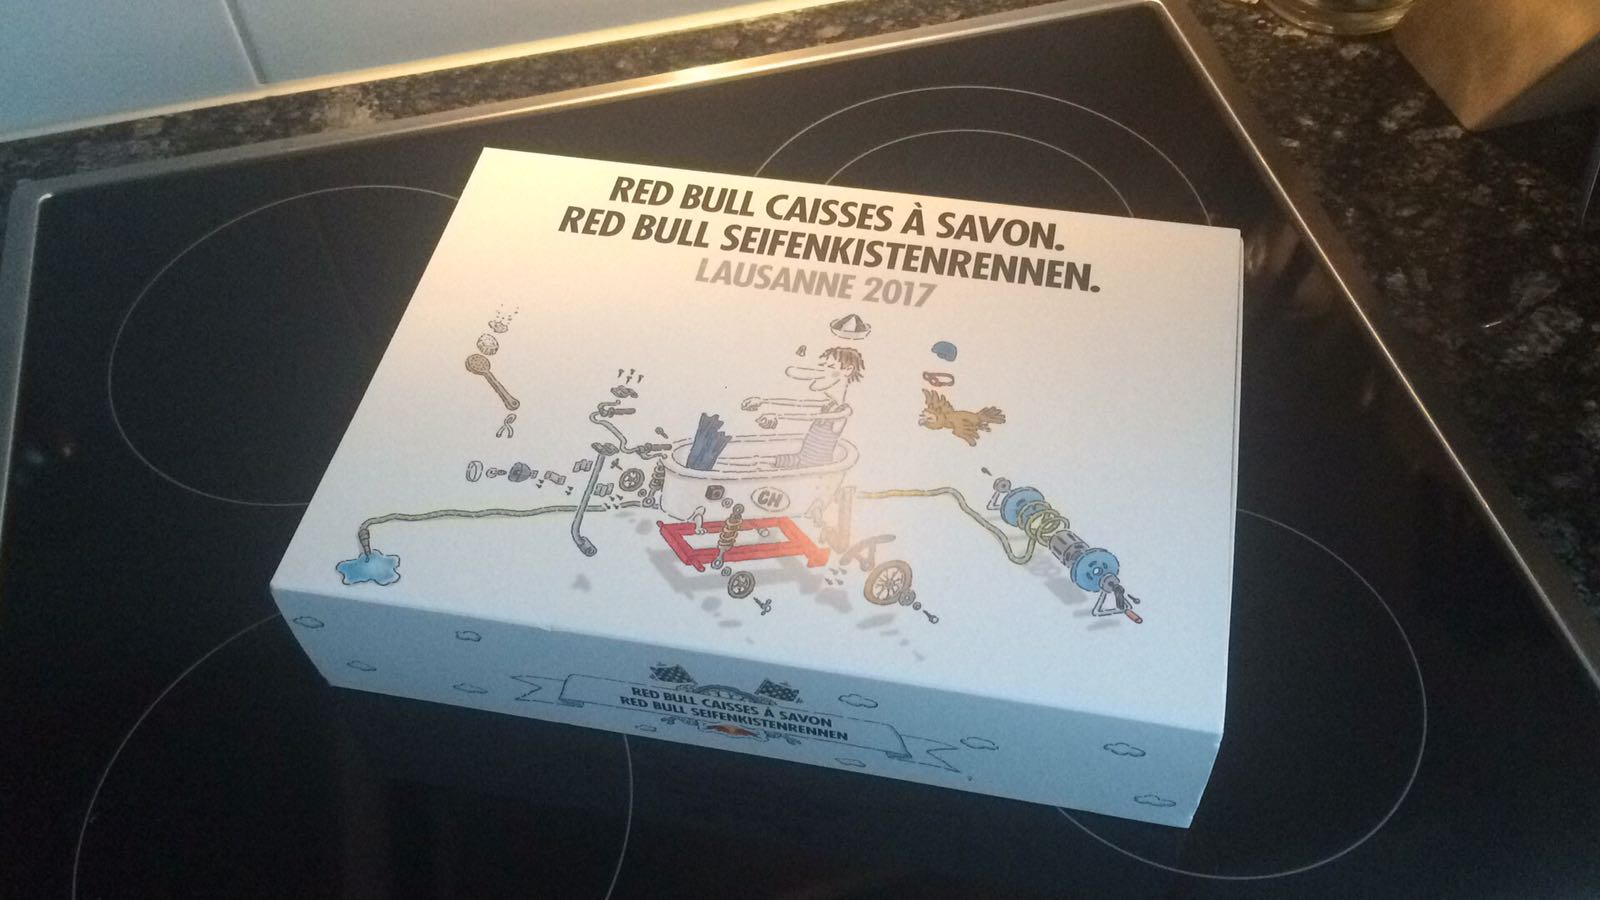 RED BULL CAISSES À SAVON.
RED BULL SEIFENKISTENRENNEN.
LAUSANNE 2017
CH
RED BULL CAISSES À SAVON
RED BULL SEIFENKISTENRENNEN